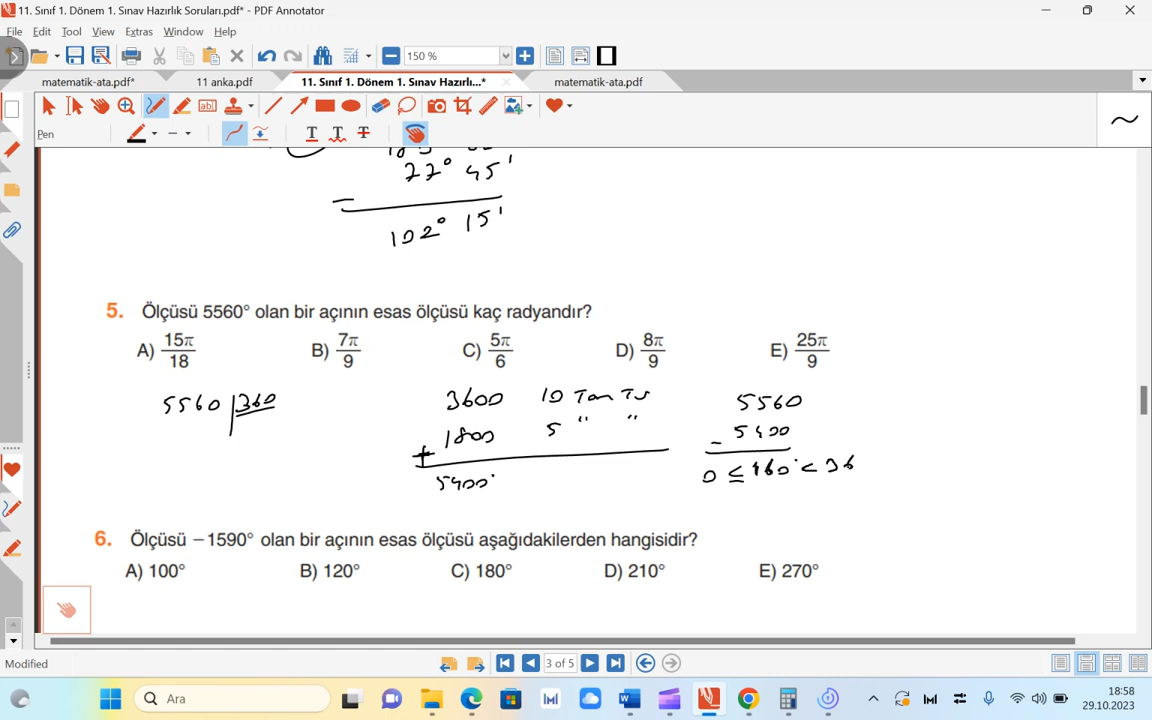 11. Sınıf 1. Dönem 1. Sınav Hazırlık Soruları.pdf* - PDF Annotator
File Edit Tool View Extras Window Help
150 %
matematik-ata.pdf* 11 anka.pdf 11. Sınıf 1. Dönem 1. Sınav Hazırlı...* matematik-ata.pdf
Pen
22° 45'
102° 15'
5. Ölçüsü 5560° olan bir açının esas ölçüsü kaç radyandır?
A) 15π/18 B) 7π/9 C) 5π/6 D) 8π/9 E) 25π/9
5560 360 3600 10 Tam Tur 5560
+ 1800 5 " " - 5400
5400° 0 ≤ 160° < 36
6. Ölçüsü −1590° olan bir açının esas ölçüsü aşağıdakilerden hangisidir?
A) 100° B) 120° C) 180° D) 210° E) 270°
3 of 5
Modified
Ara
18:58
29.10.2023